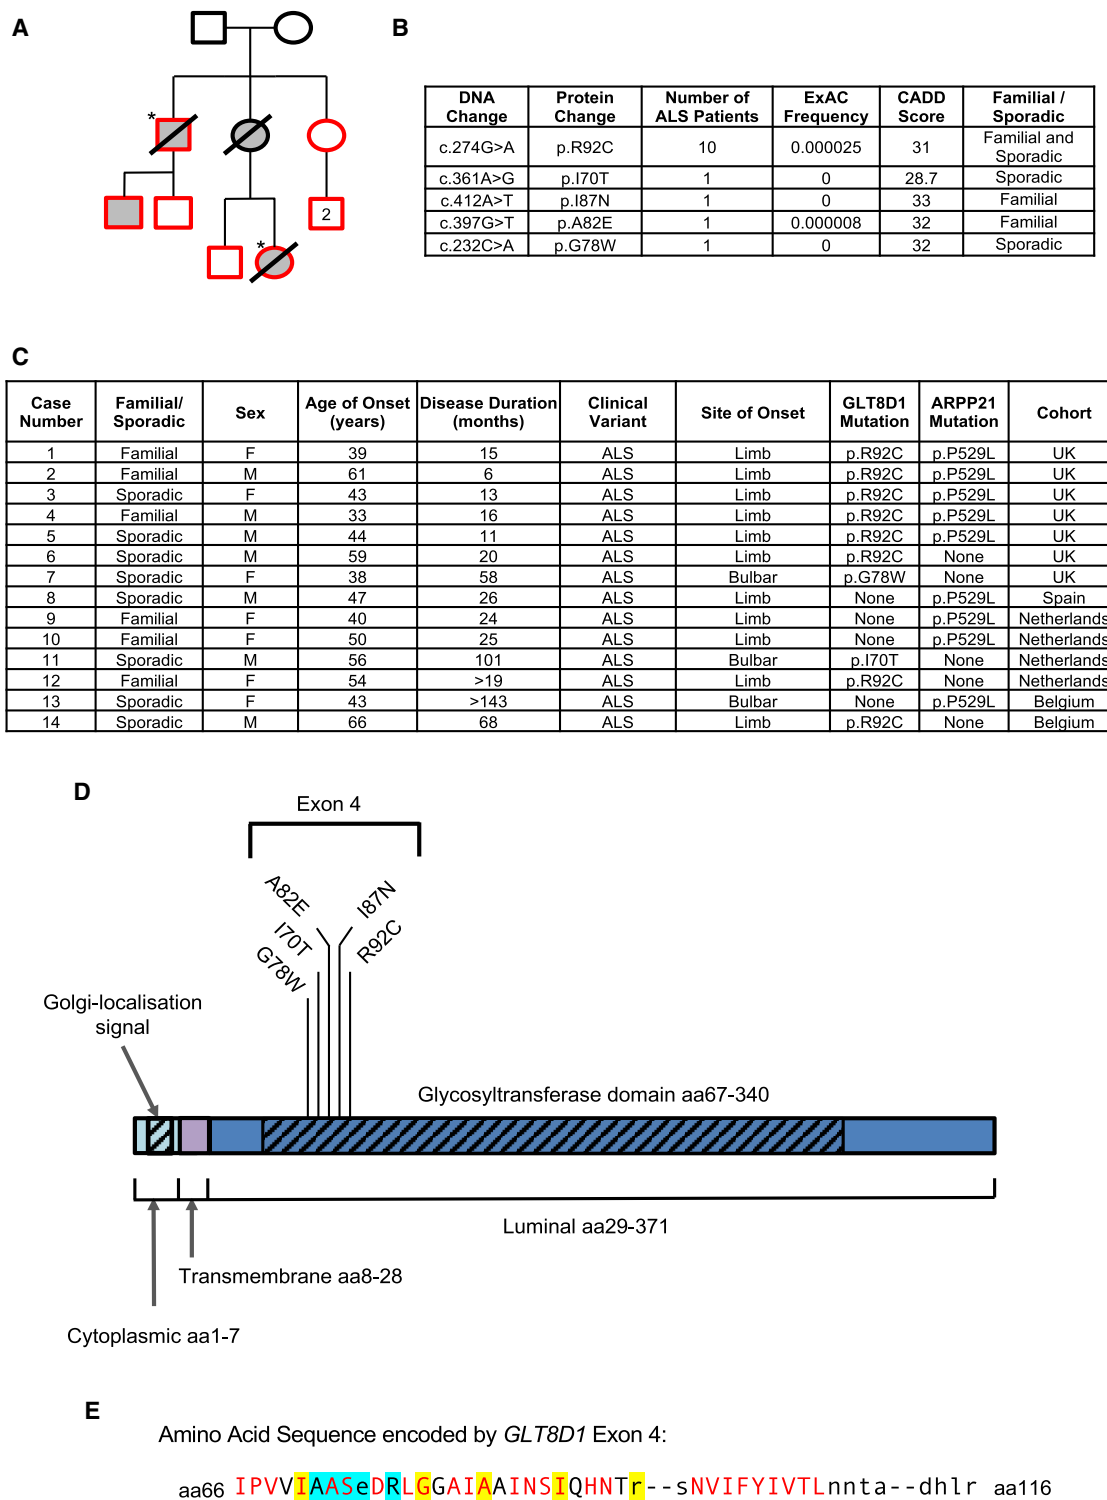 A
B
*
2
*
DNA Change Protein Change Number of ALS Patients ExAC Frequency CADD Score Familial / Sporadic
c.274G>A p.R92C 10 0.000025 31 Familial and Sporadic
c.361A>G p.I70T 1 0 28.7 Sporadic
c.412A>T p.I87N 1 0 33 Familial
c.397G>T p.A82E 1 0.000008 32 Familial
c.232C>A p.G78W 1 0 32 Sporadic
C
Case Number Familial/ Sporadic Sex Age of Onset (years) Disease Duration (months) Clinical Variant Site of Onset GLT8D1 Mutation ARPP21 Mutation Cohort
1 Familial F 39 15 ALS Limb p.R92C p.P529L UK
2 Familial M 61 6 ALS Limb p.R92C p.P529L UK
3 Sporadic F 43 13 ALS Limb p.R92C p.P529L UK
4 Familial M 33 16 ALS Limb p.R92C p.P529L UK
5 Sporadic M 44 11 ALS Limb p.R92C p.P529L UK
6 Sporadic M 59 20 ALS Limb p.R92C None UK
7 Sporadic F 38 58 ALS Bulbar p.G78W None UK
8 Sporadic M 47 26 ALS Limb None p.P529L Spain
9 Familial F 40 24 ALS Limb None p.P529L Netherlands
10 Familial F 50 25 ALS Limb None p.P529L Netherlands
11 Sporadic M 56 101 ALS Bulbar p.I70T None Netherlands
12 Familial F 54 >19 ALS Limb p.R92C None Netherlands
13 Sporadic F 43 >143 ALS Bulbar None p.P529L Belgium
14 Sporadic M 66 68 ALS Limb p.R92C None Belgium
D
Exon 4
A82E
I87N
I70T
R92C
G78W
Golgi-localisation
signal
Glycosyltransferase domain aa67-340
Luminal aa29-371
Transmembrane aa8-28
Cytoplasmic aa1-7
E
Amino Acid Sequence encoded by GLT8D1 Exon 4:
aa66 IPVVIAASeDRLGGAIAAINSIQHNTr--sNVIFYIVTLnnta--dhlr aa116